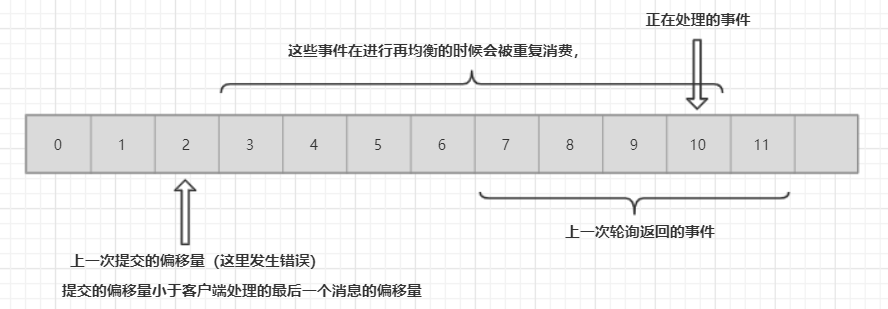 正在处理的事件
这些事件在进行再均衡的时候会被重复消费，
0 1 2 3 4 5 6 7 8 9 10 11
上一次轮询返回的事件
上一次提交的偏移量（这里发生错误）
提交的偏移量小于客户端处理的最后一个消息的偏移量